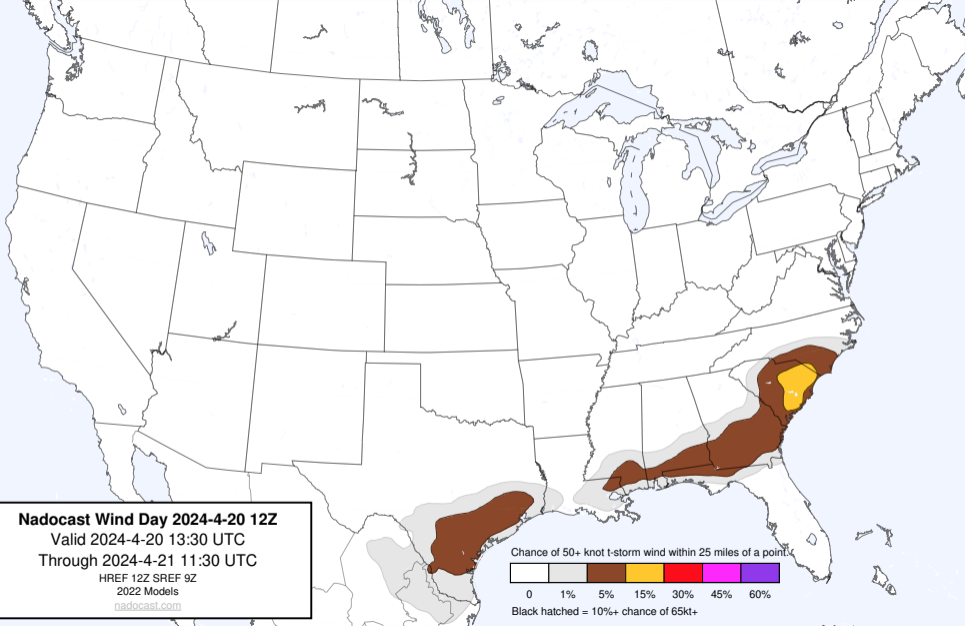 Nadocast Wind Day 2024-4-20 12Z
Valid 2024-4-20 13:30 UTC
Through 2024-4-21 11:30 UTC
HREF 12Z SREF 9Z
2022 Models
nadocast.com
Chance of 50+ knot t-storm wind within 25 miles of a point.
0 1% 5% 15% 30% 45% 60%
Black hatched = 10%+ chance of 65kt+